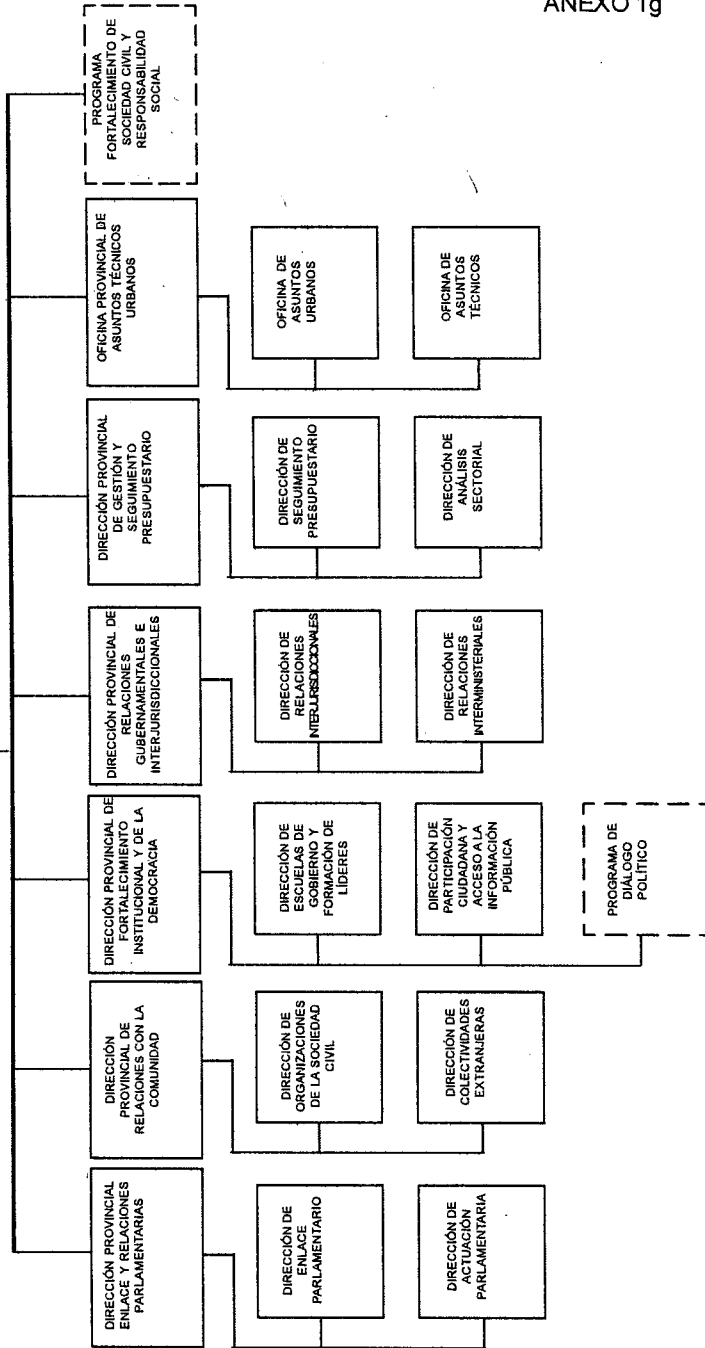 ANEXO 1g
DIRECCIÓN PROVINCIAL
ENLACE Y RELACIONES
PARLAMENTARIAS
DIRECCIÓN DE
ENLACE
PARLAMENTARIO
DIRECCIÓN DE
ACTUACIÓN
PARLAMENTARIA
DIRECCIÓN
PROVINCIAL DE
RELACIONES CON LA
COMUNIDAD
DIRECCIÓN DE
ORGANIZACIONES
DE LA SOCIEDAD
CIVIL
DIRECCIÓN DE
COLECTIVIDADES
EXTRANJERAS
DIRECCIÓN PROVINCIAL DE
FORTALECIMIENTO
INSTITUCIONAL Y DE LA
DEMOCRACIA
DIRECCIÓN DE
ESCUELAS DE
GOBIERNO Y
FORMACIÓN DE
LÍDERES
DIRECCIÓN DE
PARTICIPACIÓN
CIUDADANA Y
ACCESO A LA
INFORMACIÓN
PÚBLICA
PROGRAMA DE
DIÁLOGO
POLÍTICO
DIRECCIÓN PROVINCIAL DE
RELACIONES
GUBERNAMENTALES E
INTERJURISDICCIONALES
DIRECCIÓN DE
RELACIONES
INTERJURISDICCIONALES
DIRECCIÓN DE
RELACIONES
INTERMINISTERIALES
DIRECCIÓN PROVINCIAL
DE GESTIÓN Y
SEGUIMIENTO
PRESUPUESTARIO
DIRECCIÓN DE
SEGUIMIENTO
PRESUPUESTARIO
DIRECCIÓN DE
ANÁLISIS
SECTORIAL
OFICINA PROVINCIAL DE
ASUNTOS TÉCNICOS
URBANOS
OFICINA DE
ASUNTOS
URBANOS
OFICINA DE
ASUNTOS
TÉCNICOS
PROGRAMA
FORTALECIMIENTO DE
SOCIEDAD CIVIL Y
RESPONSABILIDAD
SOCIAL